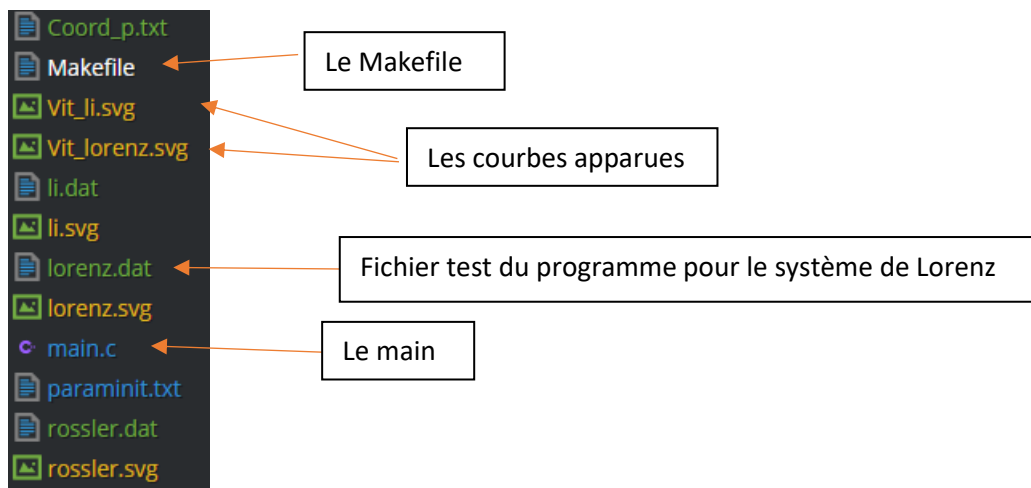 Coord_p.txt
Makefile
Le Makefile
Vit_li.svg
Vit_lorenz.svg
Les courbes apparues
li.dat
li.svg
lorenz.dat
Fichier test du programme pour le système de Lorenz
lorenz.svg
main.c
Le main
paraminit.txt
rossler.dat
rossler.svg